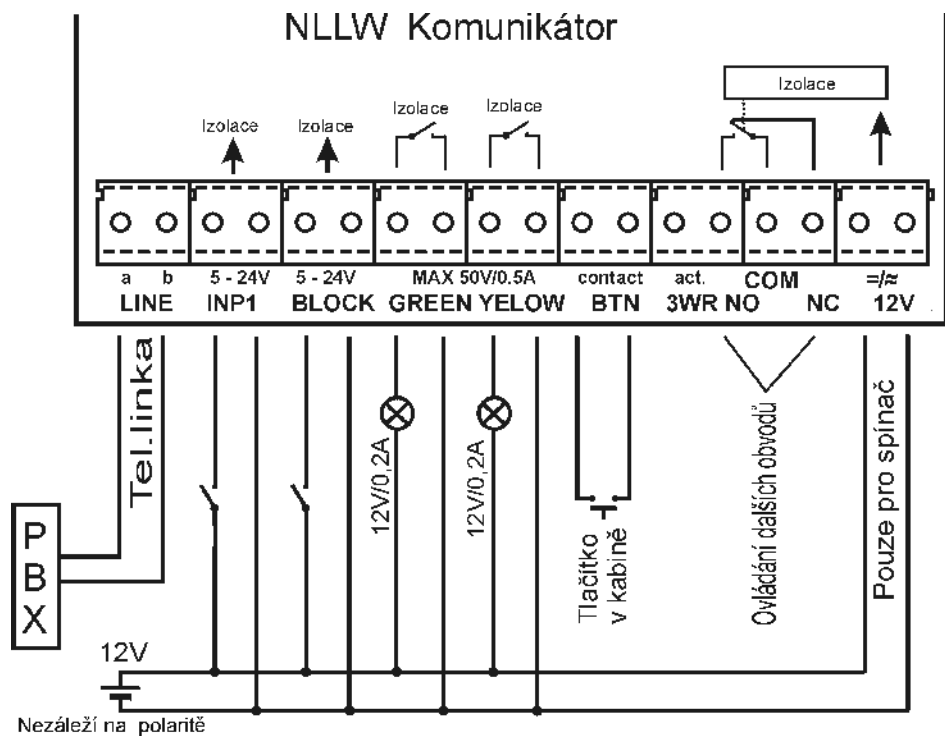 NLLW Komunikátor
Izolace
Izolace
Izolace
Izolace
Izolace
a b 5 - 24V 5 - 24V MAX 50V/0.5A contact act. COM =/≈
LINE INP1 BLOCK GREEN YELOW BTN 3WR NO NC 12V
Tel.linka
12V/0,2A
12V/0,2A
Tlačítko
v kabině
Ovládání dalších obvodů
Pouze pro spínač
P
B
X
12V
Nezáleží na polaritě